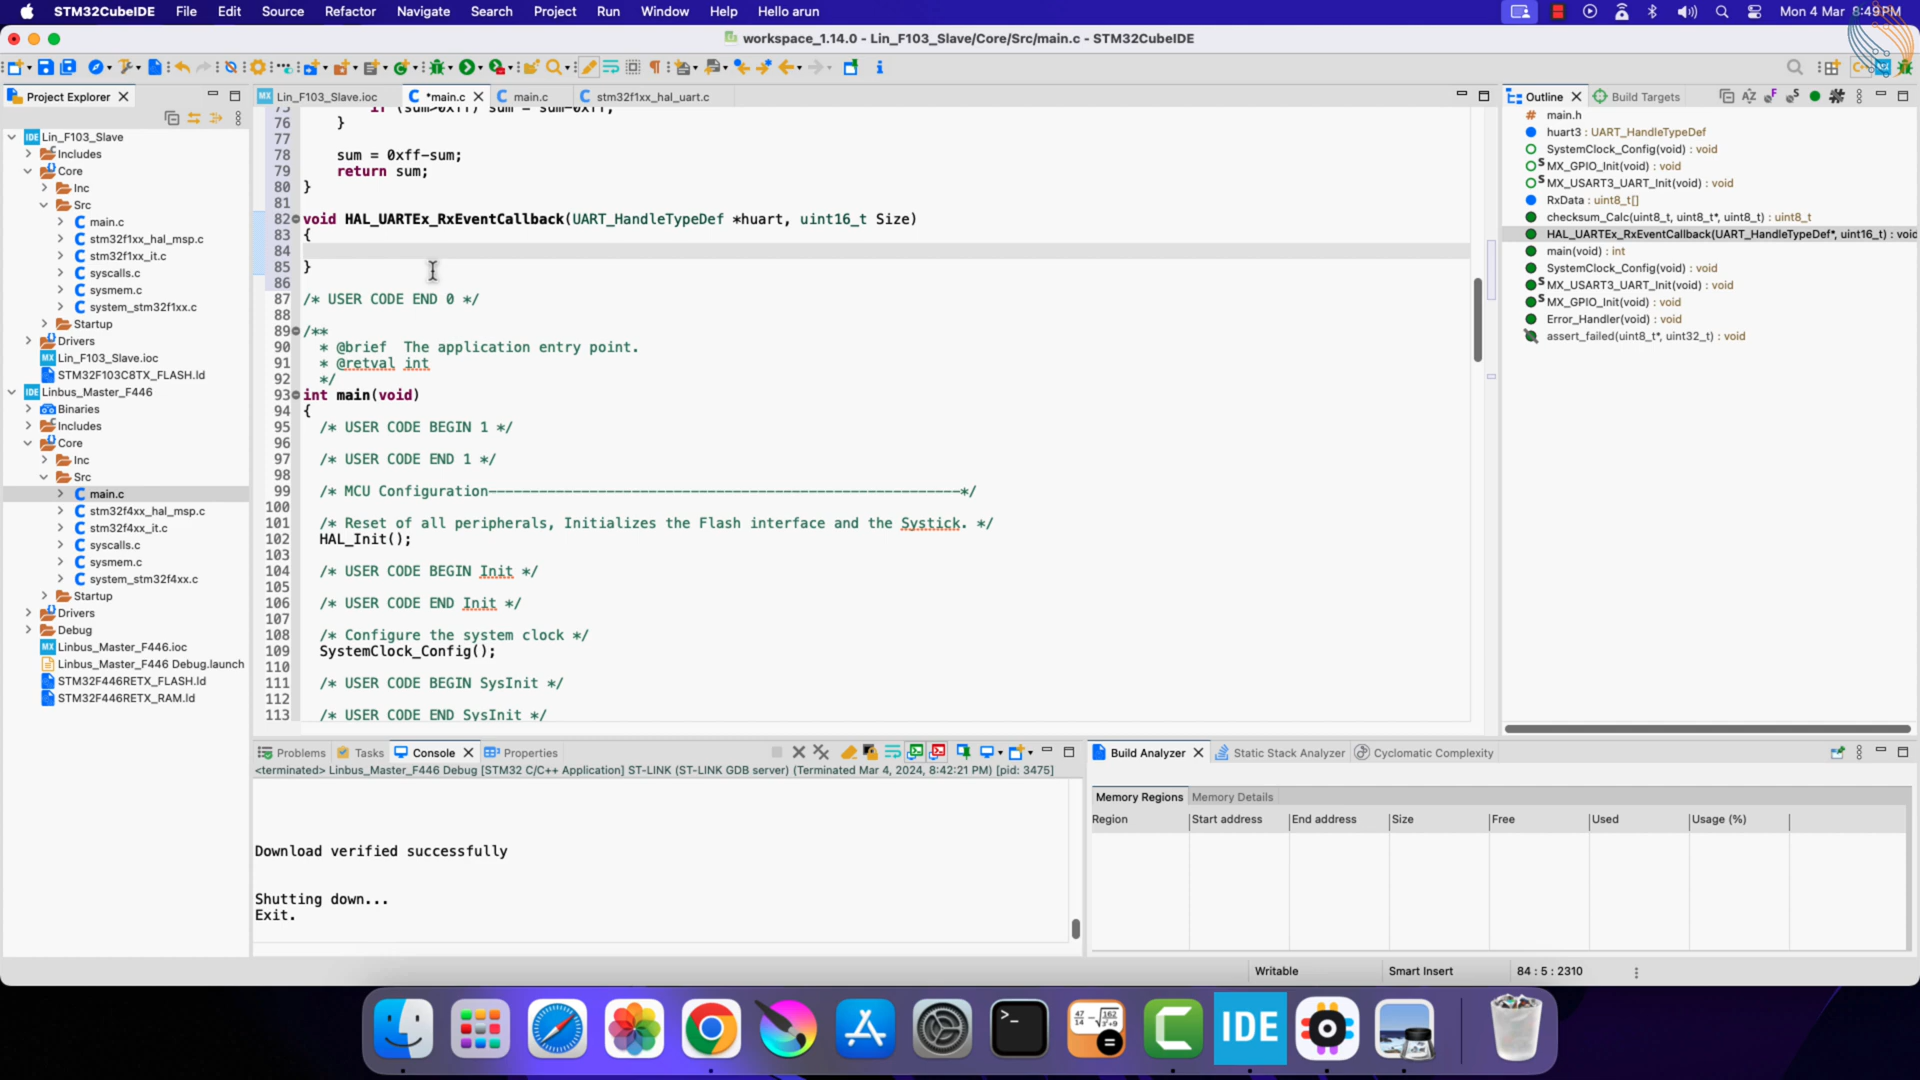 STM32CubeIDE File Edit Source Refactor Navigate Search Project Run Window Help Hello arun Mon 4 Mar 8:49PM
workspace_1.14.0 - Lin_F103_Slave/Core/Src/main.c - STM32CubeIDE
Project Explorer
Lin_F103_Slave
Includes
Core
Inc
Src
main.c
stm32f1xx_hal_msp.c
stm32f1xx_it.c
syscalls.c
sysmem.c
system_stm32f1xx.c
Startup
Drivers
Lin_F103_Slave.ioc
STM32F103C8TX_FLASH.ld
Linbus_Master_F446
Binaries
Includes
Core
Inc
Src
main.c
stm32f4xx_hal_msp.c
stm32f4xx_it.c
syscalls.c
sysmem.c
system_stm32f4xx.c
Startup
Drivers
Debug
Linbus_Master_F446.ioc
Linbus_Master_F446 Debug.launch
STM32F446RETX_FLASH.ld
STM32F446RETX_RAM.ld
Lin_F103_Slave.ioc *main.c main.c stm32f1xx_hal_uart.c
75 if (sum>0xff) sum = sum-0xff;
76 }
77
78 sum = 0xff-sum;
79 return sum;
80 }
81
82 void HAL_UARTEx_RxEventCallback(UART_HandleTypeDef *huart, uint16_t Size)
83 {
84
85 }
86
87 /* USER CODE END 0 */
88
89 /**
90 * @brief The application entry point.
91 * @retval int
92 */
93 int main(void)
94 {
95 /* USER CODE BEGIN 1 */
96
97 /* USER CODE END 1 */
98
99 /* MCU Configuration--------------------------------------------------------*/
100
101 /* Reset of all peripherals, Initializes the Flash interface and the Systick. */
102 HAL_Init();
103
104 /* USER CODE BEGIN Init */
105
106 /* USER CODE END Init */
107
108 /* Configure the system clock */
109 SystemClock_Config();
110
111 /* USER CODE BEGIN SysInit */
112
113 /* USER CODE END SysInit */
Outline Build Targets
main.h
huart3 : UART_HandleTypeDef
SystemClock_Config(void) : void
MX_GPIO_Init(void) : void
MX_USART3_UART_Init(void) : void
RxData : uint8_t[]
checksum_Calc(uint8_t, uint8_t*, uint8_t) : uint8_t
HAL_UARTEx_RxEventCallback(UART_HandleTypeDef*, uint16_t) : void
main(void) : int
SystemClock_Config(void) : void
MX_USART3_UART_Init(void) : void
MX_GPIO_Init(void) : void
Error_Handler(void) : void
assert_failed(uint8_t*, uint32_t) : void
Problems Tasks Console Properties
<terminated> Linbus_Master_F446 Debug [STM32 C/C++ Application] ST-LINK (ST-LINK GDB server) (Terminated Mar 4, 2024, 8:42:21 PM) [pid: 3475]
Download verified successfully
Shutting down...
Exit.
Build Analyzer Static Stack Analyzer Cyclomatic Complexity
Memory Regions Memory Details
Region Start address End address Size Free Used Usage (%)
Writable Smart Insert 84 : 5 : 2310
IDE